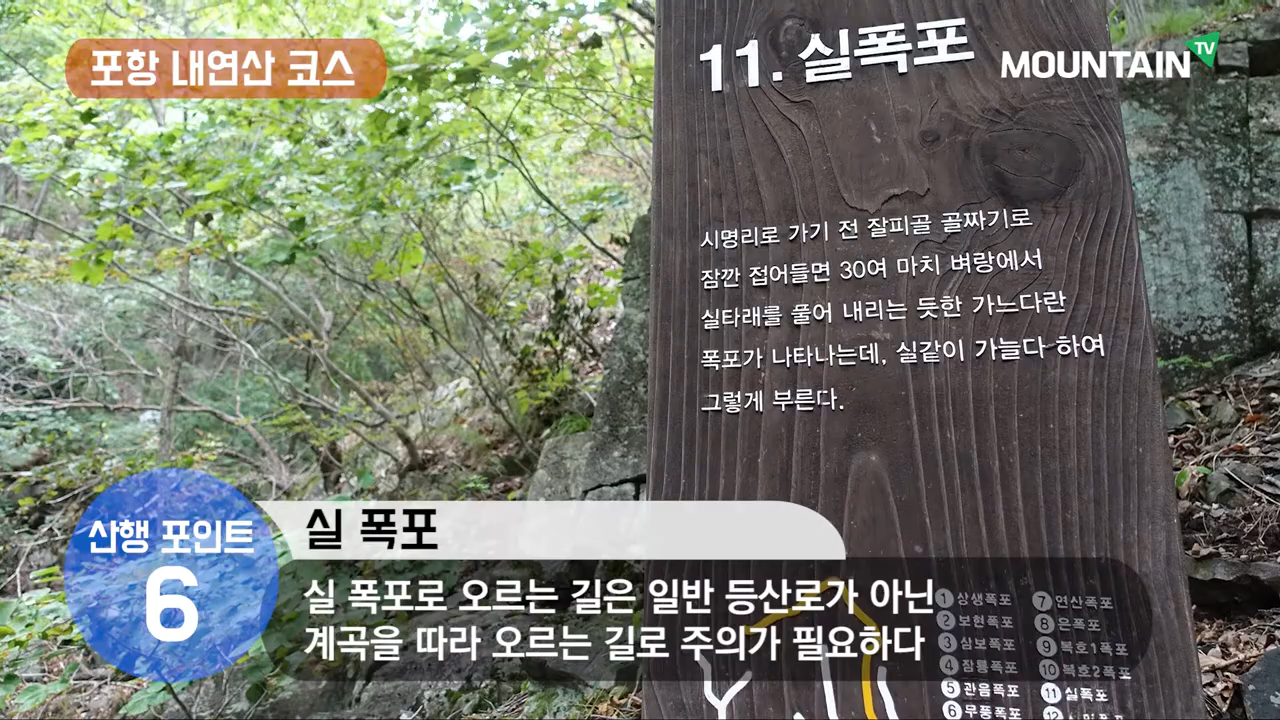 포항 내연산 코스
MOUNTAIN TV
11. 실폭포
시명리로 가기 전 잘피골 골짜기로
잠깐 접어들면 30여 마치 벼랑에서
실타래를 풀어 내리는 듯한 가느다란
폭포가 나타나는데, 실같이 가늘다 하여
그렇게 부른다.
산행 포인트
6
실 폭포
실 폭포로 오르는 길은 일반 등산로가 아닌
계곡을 따라 오르는 길로 주의가 필요하다
1 상생폭포
2 보현폭포
3 삼보폭포
4 잠룡폭포
5 관음폭포
6 무풍폭포
7 연산폭포
8 은폭포
9 복호1폭포
10 복호2폭포
11 실폭포
12